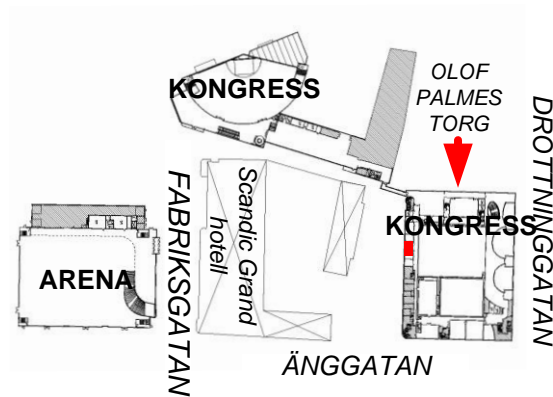 KONGRESS
OLOF
PALMES
TORG
DROTTNINGGATAN
FABRIKSGATAN
Scandic Grand
hotell
KONGRESS
ARENA
ÄNGGATAN